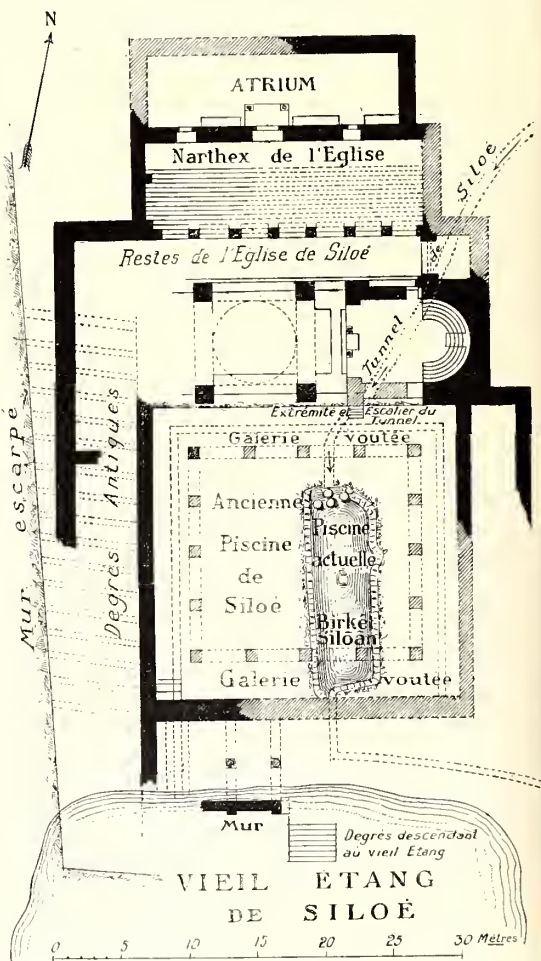 N
ATRIUM
Narthex de l'Eglise
Tunnel de Siloé
Restes de l'Eglise de Siloé
Mur escarpé
Degrés Antiques
Extrémité et Escalier du
Tunnel
Galerie voutée
Ancienne
Piscine
de
Siloé
Piscine
actuelle
Birket
Silôan
Galerie voutée
Mur
Degrés descendant
au vieil Etang
VIEIL ETANG
DE SILOÉ
0 5 10 15 20 25 30 Mètres